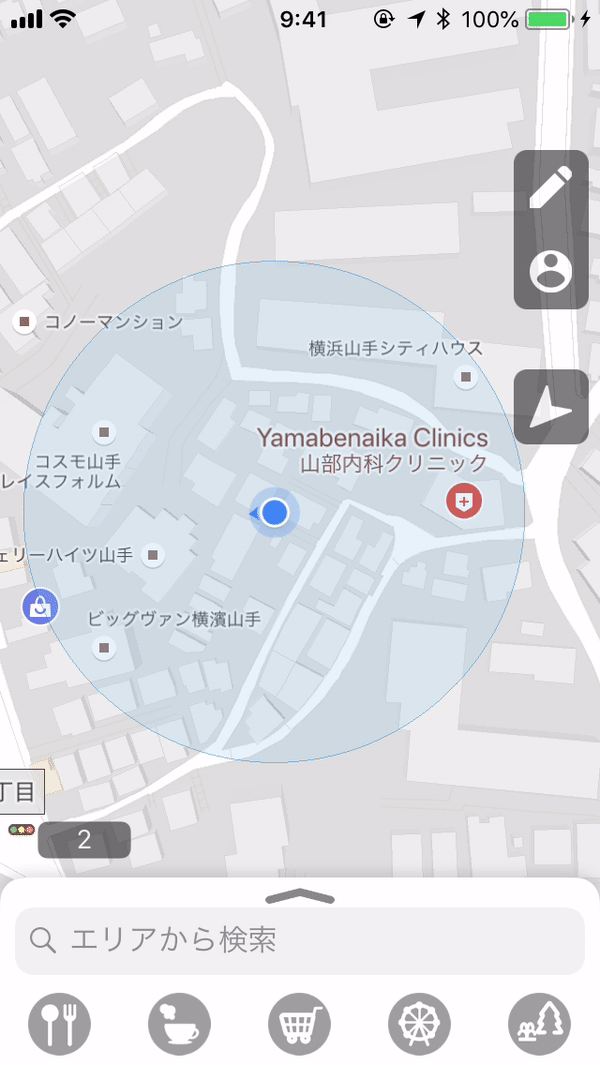 9:41
100%
コノーマンション
横浜山手シティハウス
Yamabenaika Clinics
山部内科クリニック
コスモ山手
レイスフォルム
ェリーハイツ山手
ビッグヴァン横濱山手
丁目
2
エリアから検索